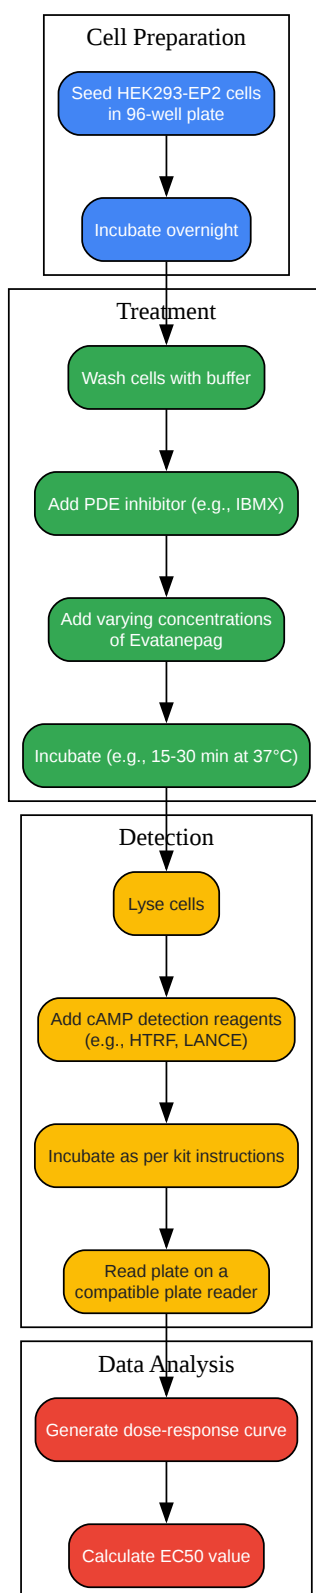 Cell Preparation
Seed HEK293-EP2 cells
in 96-well plate
Incubate overnight
Treatment
Wash cells with buffer
Add PDE inhibitor (e.g., IBMX)
Add varying concentrations
of Evatanepag
Incubate (e.g., 15-30 min at 37°C)
Detection
Lyse cells
Add cAMP detection reagents
(e.g., HTRF, LANCE)
Incubate as per kit instructions
Read plate on a
compatible plate reader
Data Analysis
Generate dose-response curve
Calculate EC50 value